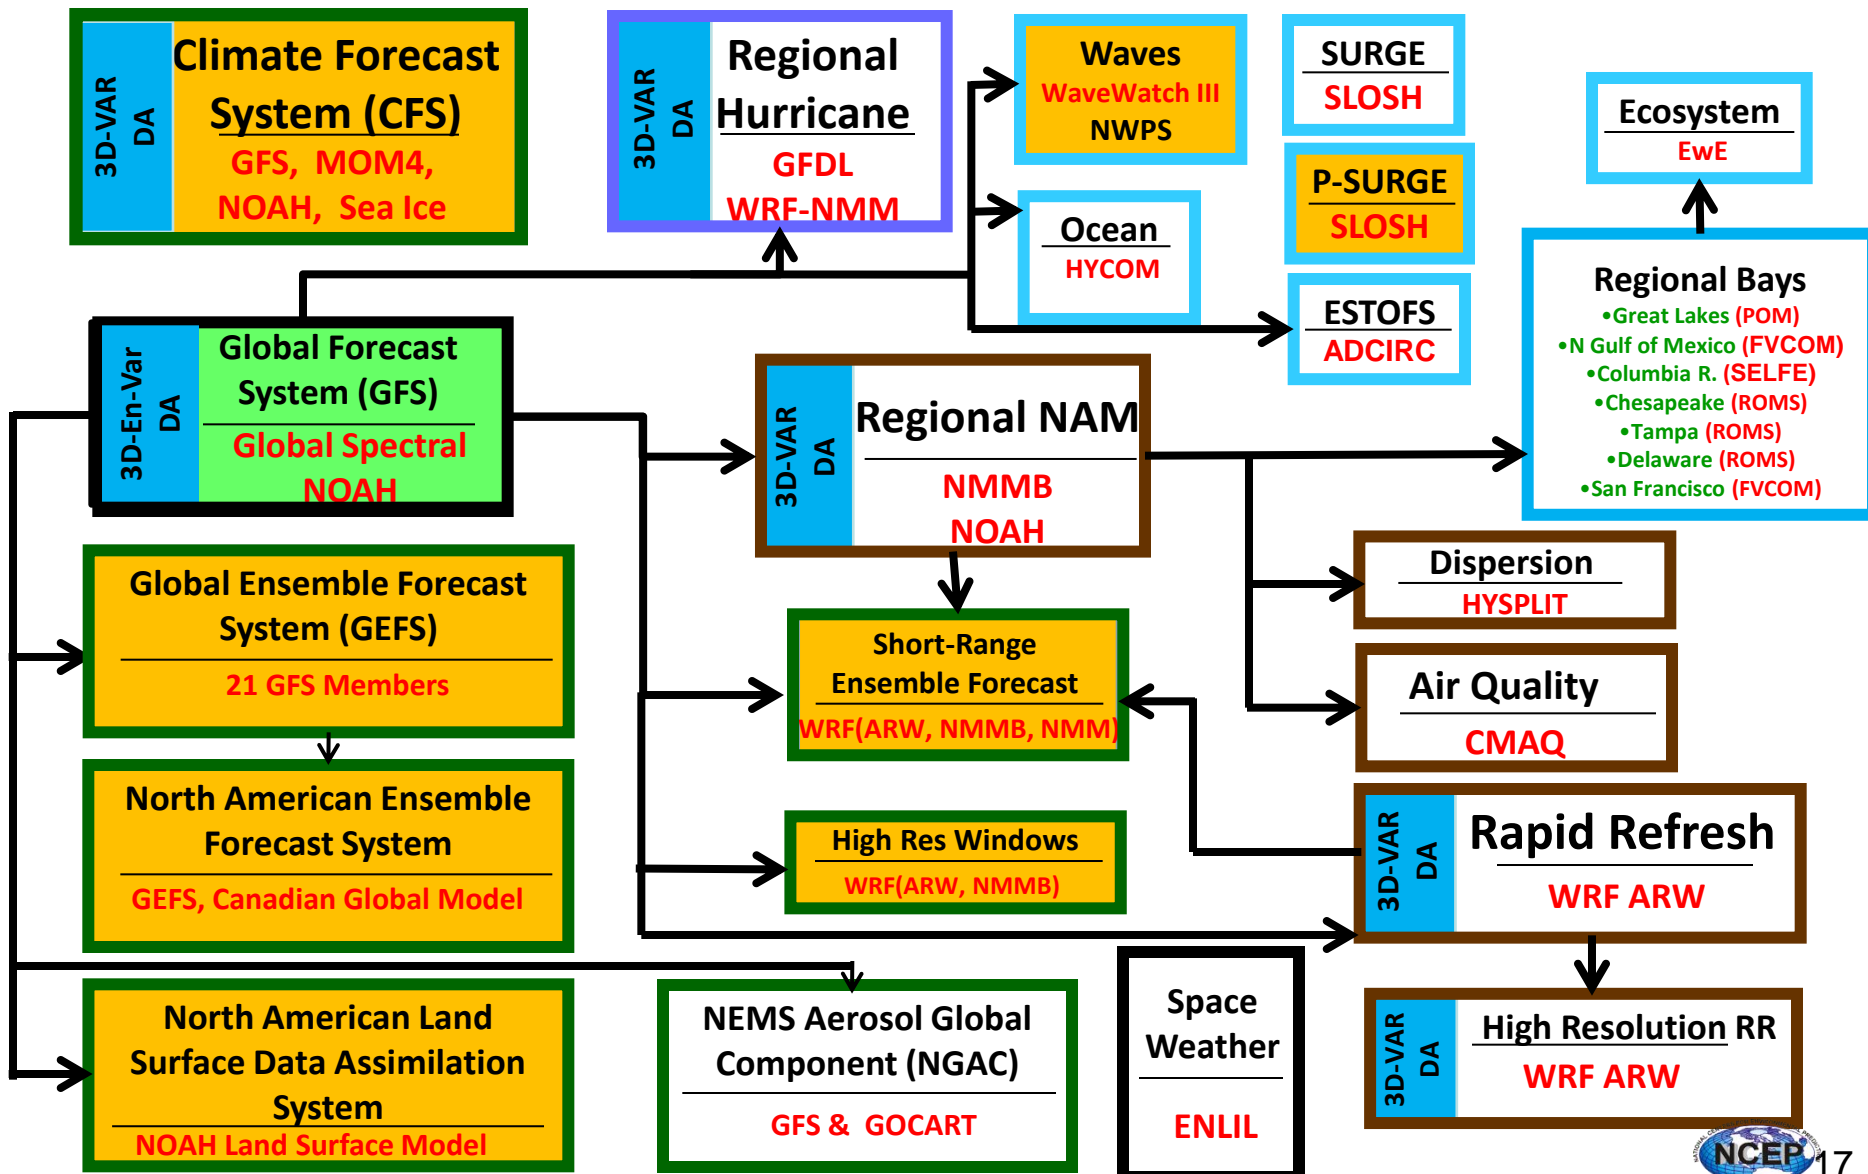 3D-VAR
DA
Climate Forecast
System (CFS)
GFS, MOM4,
NOAH, Sea Ice
3D-VAR
DA
Regional
Hurricane
GFDL
WRF-NMM
Waves
WaveWatch III
NWPS
SURGE
SLOSH
P-SURGE
SLOSH
Ecosystem
EwE
Ocean
HYCOM
ESTOFS
ADCIRC
Regional Bays
•Great Lakes (POM)
•N Gulf of Mexico (FVCOM)
•Columbia R. (SELFE)
•Chesapeake (ROMS)
•Tampa (ROMS)
•Delaware (ROMS)
•San Francisco (FVCOM)
3D-En-Var
DA
Global Forecast
System (GFS)
Global Spectral
NOAH
3D-VAR
DA
Regional NAM
NMMB
NOAH
Dispersion
HYSPLIT
Global Ensemble Forecast
System (GEFS)
21 GFS Members
Short-Range
Ensemble Forecast
WRF(ARW, NMMB, NMM)
Air Quality
CMAQ
North American Ensemble
Forecast System
GEFS, Canadian Global Model
High Res Windows
WRF(ARW, NMMB)
3D-VAR
DA
Rapid Refresh
WRF ARW
North American Land
Surface Data Assimilation
System
NOAH Land Surface Model
NEMS Aerosol Global
Component (NGAC)
GFS & GOCART
Space
Weather
ENLIL
3D-VAR
DA
High Resolution RR
WRF ARW
NCEP
17